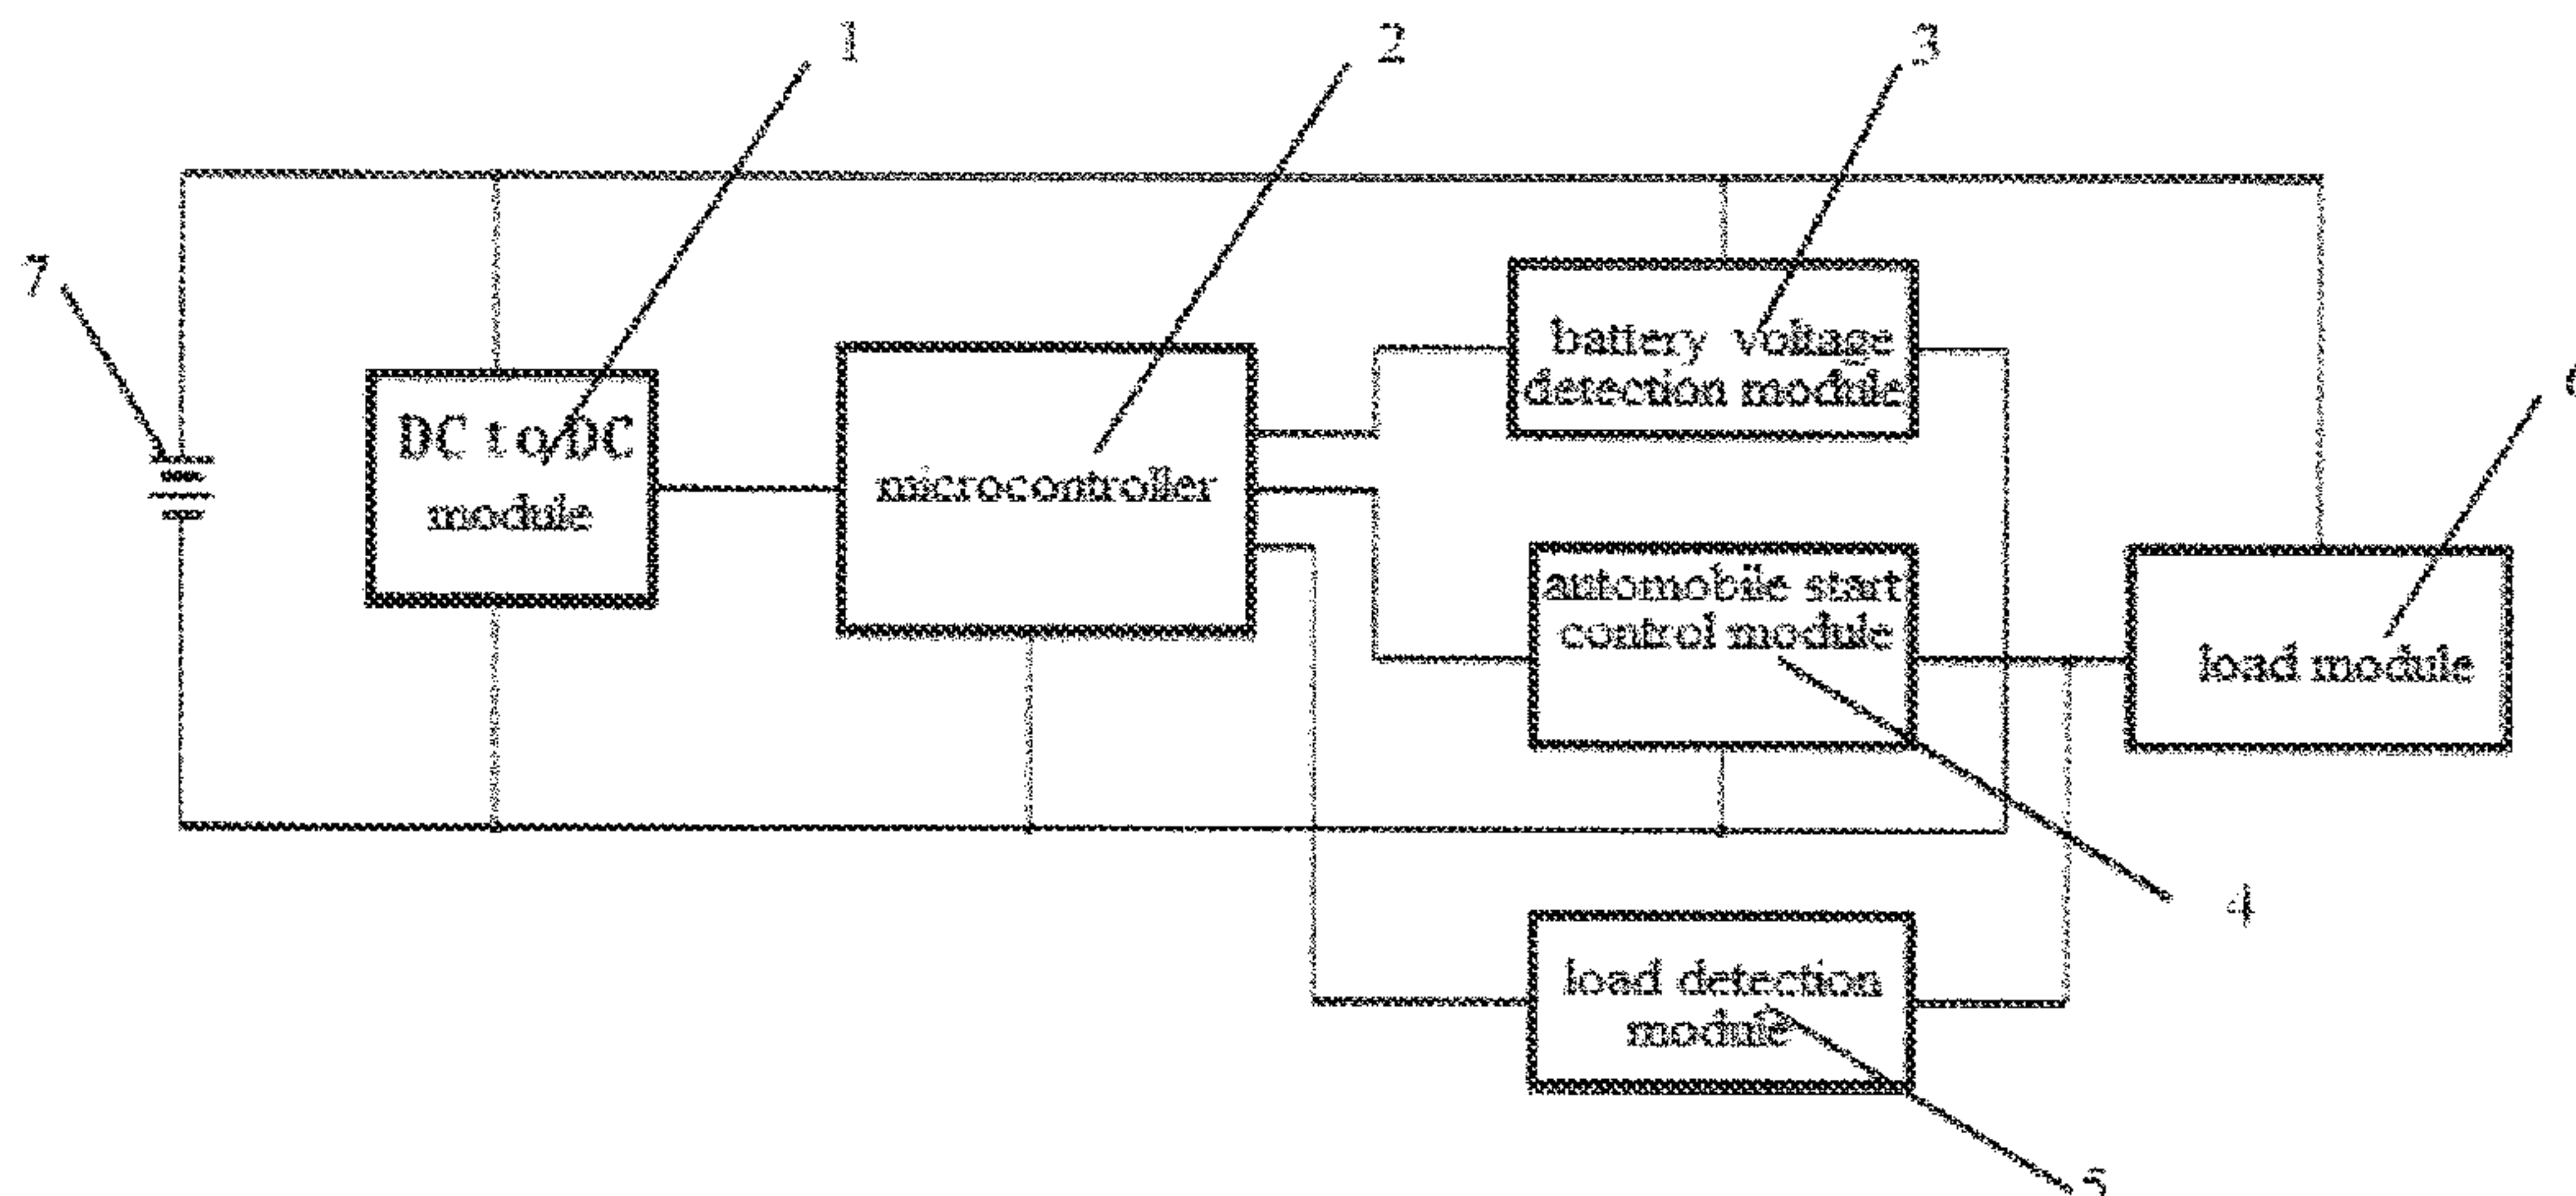 1
2
3
7
battery voltage
detection module
DC to DC
module
microcontroller
automobile start
control module
load module
4
load detection
module
5